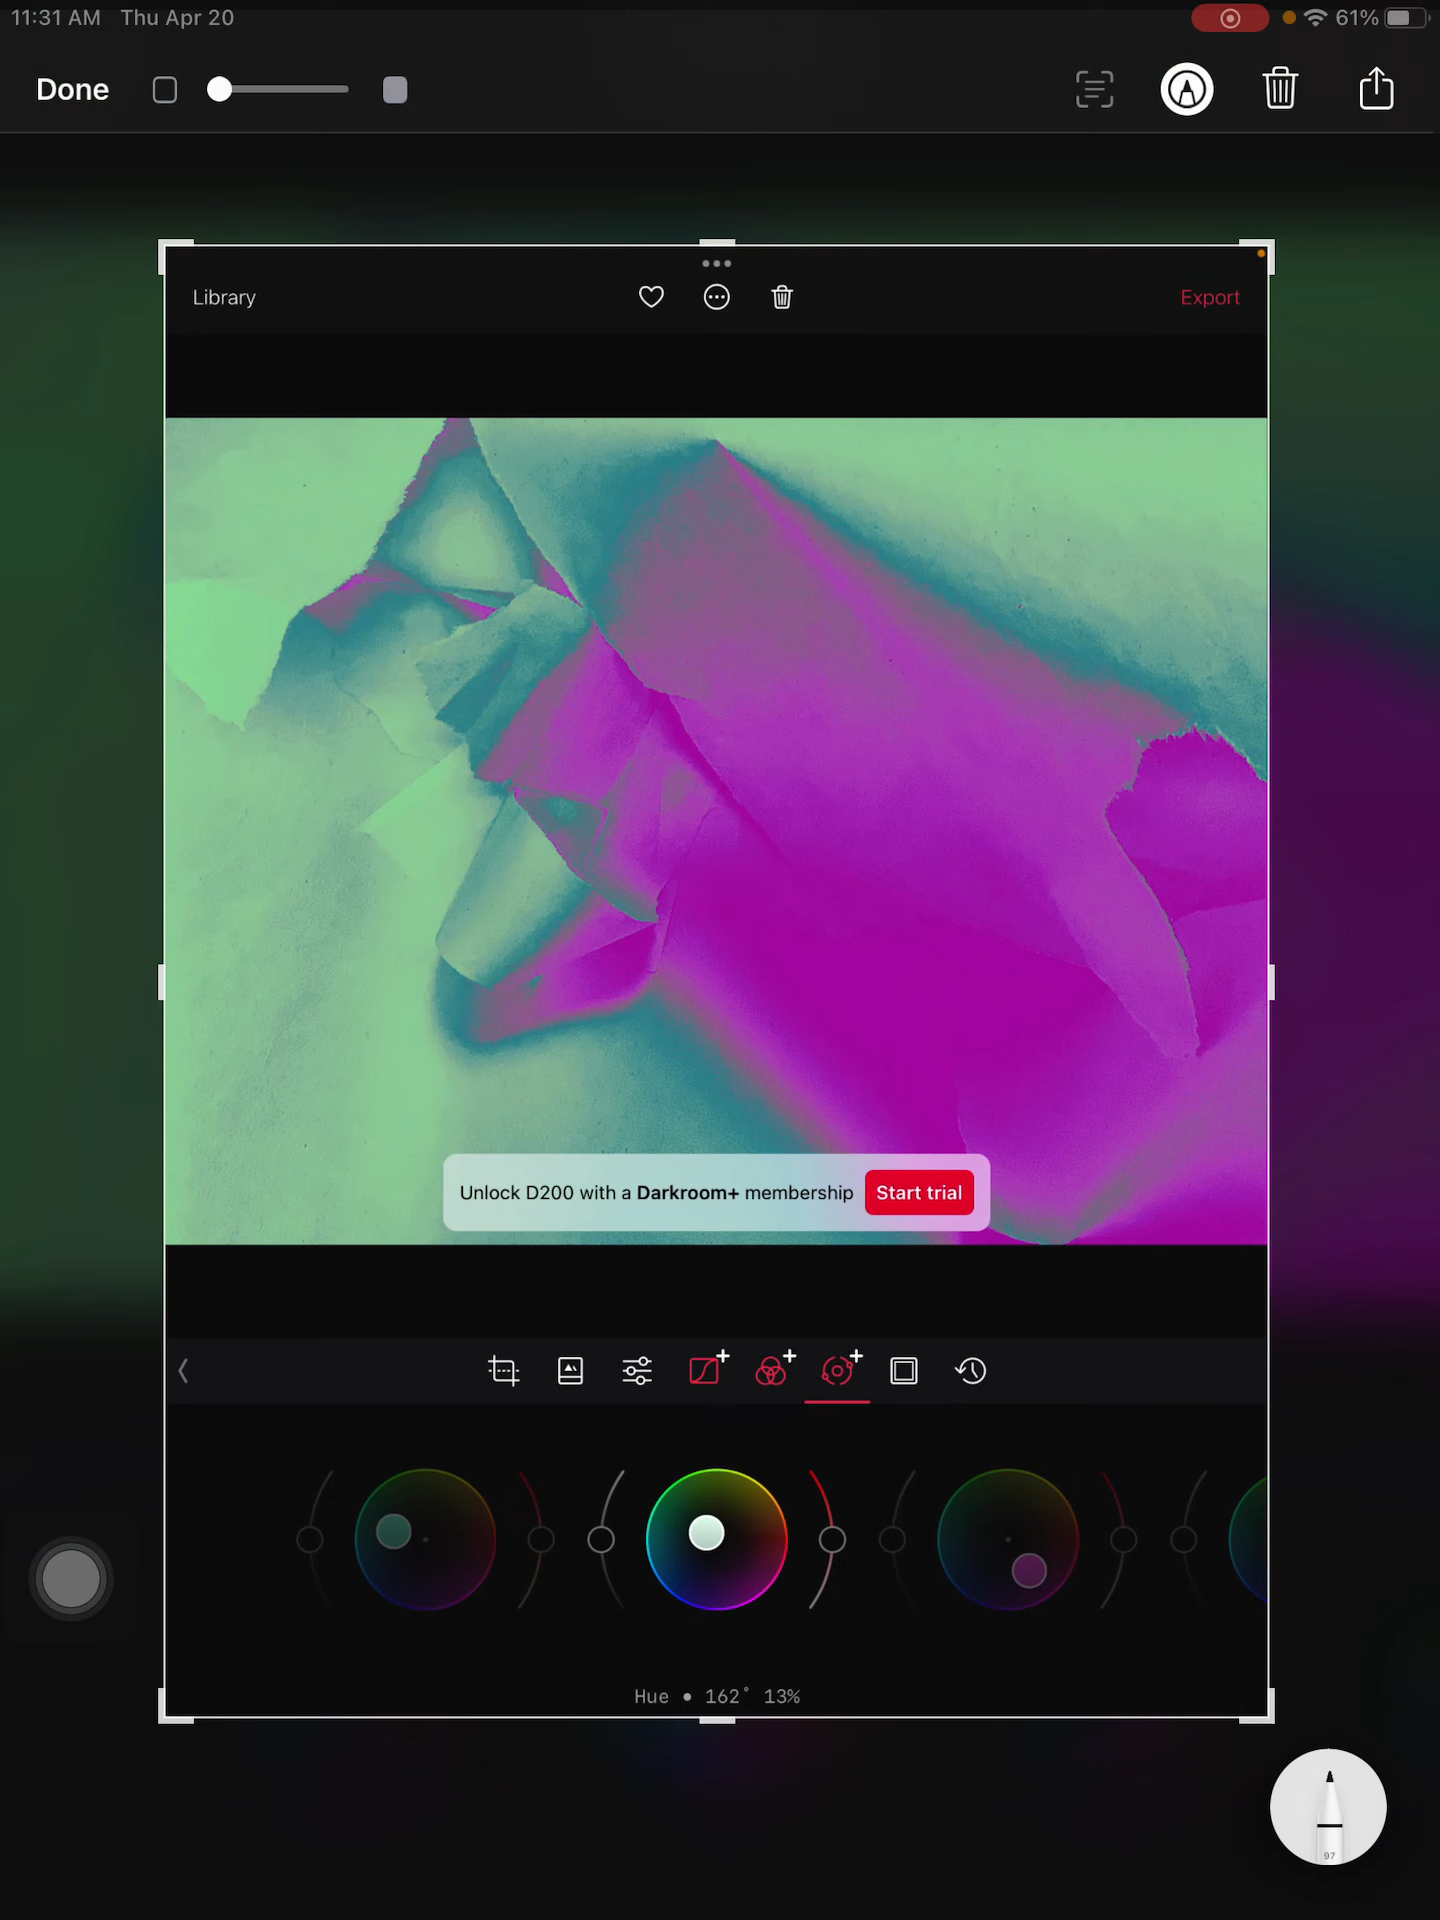 11:31 AM Thu Apr 20 61%
Done
Library Export
Unlock D200 with a Darkroom+ membership Start trial
Hue • 162° 13%
97